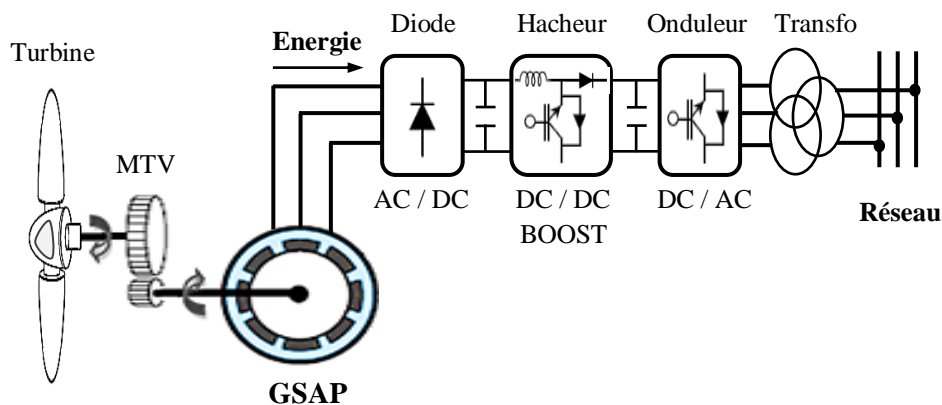 Diode
Hacheur
Onduleur
Transfo
Energie
Turbine
MTV
AC / DC
DC / DC
DC / AC
BOOST
Réseau
GSAP